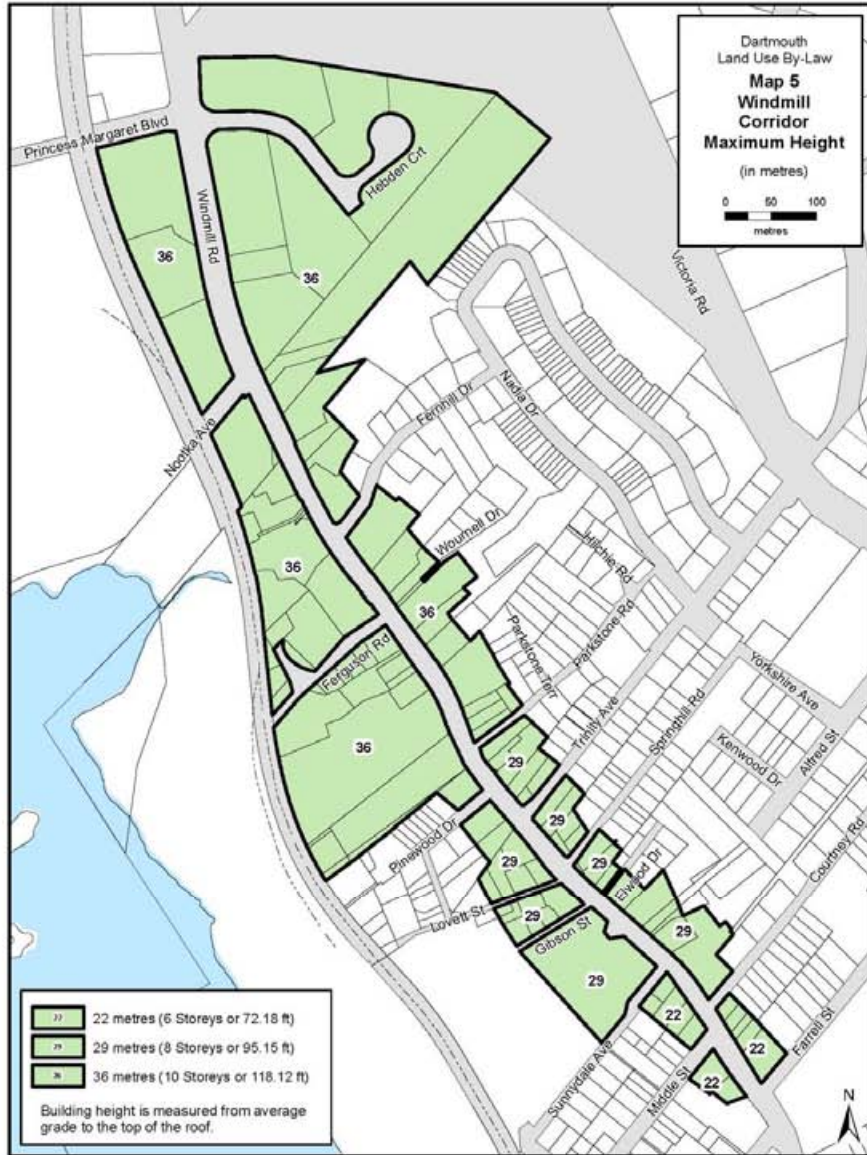 Dartmouth
Land Use By-Law
Map 5
Windmill
Corridor
Maximum Height
(in metres)
0 50 100
metres
Princess Margaret Blvd
Windmill Rd
Hebden Crt
36
36
Victoria Rd
Nootka Ave
Fernhill Dr
Nadia Dr
Wournell Dr
Hilchie Rd
36
36
Ferguson Rd
Parkstone Terr
Parkstone Rd
Trinity Ave
Springhill Rd
Yorkshire Ave
Kenwood Dr
Alfred St
36
29
29
29
Pinewood Dr
29
Elwood Dr
Courtney Rd
Lovett St
29
Gibson St
29
29
22
22
22
Farrell St
Sunnydale Ave
Middle St
N
22 22 metres (6 Storeys or 72.18 ft)
29 29 metres (8 Storeys or 95.15 ft)
36 36 metres (10 Storeys or 118.12 ft)
Building height is measured from average
grade to the top of the roof.